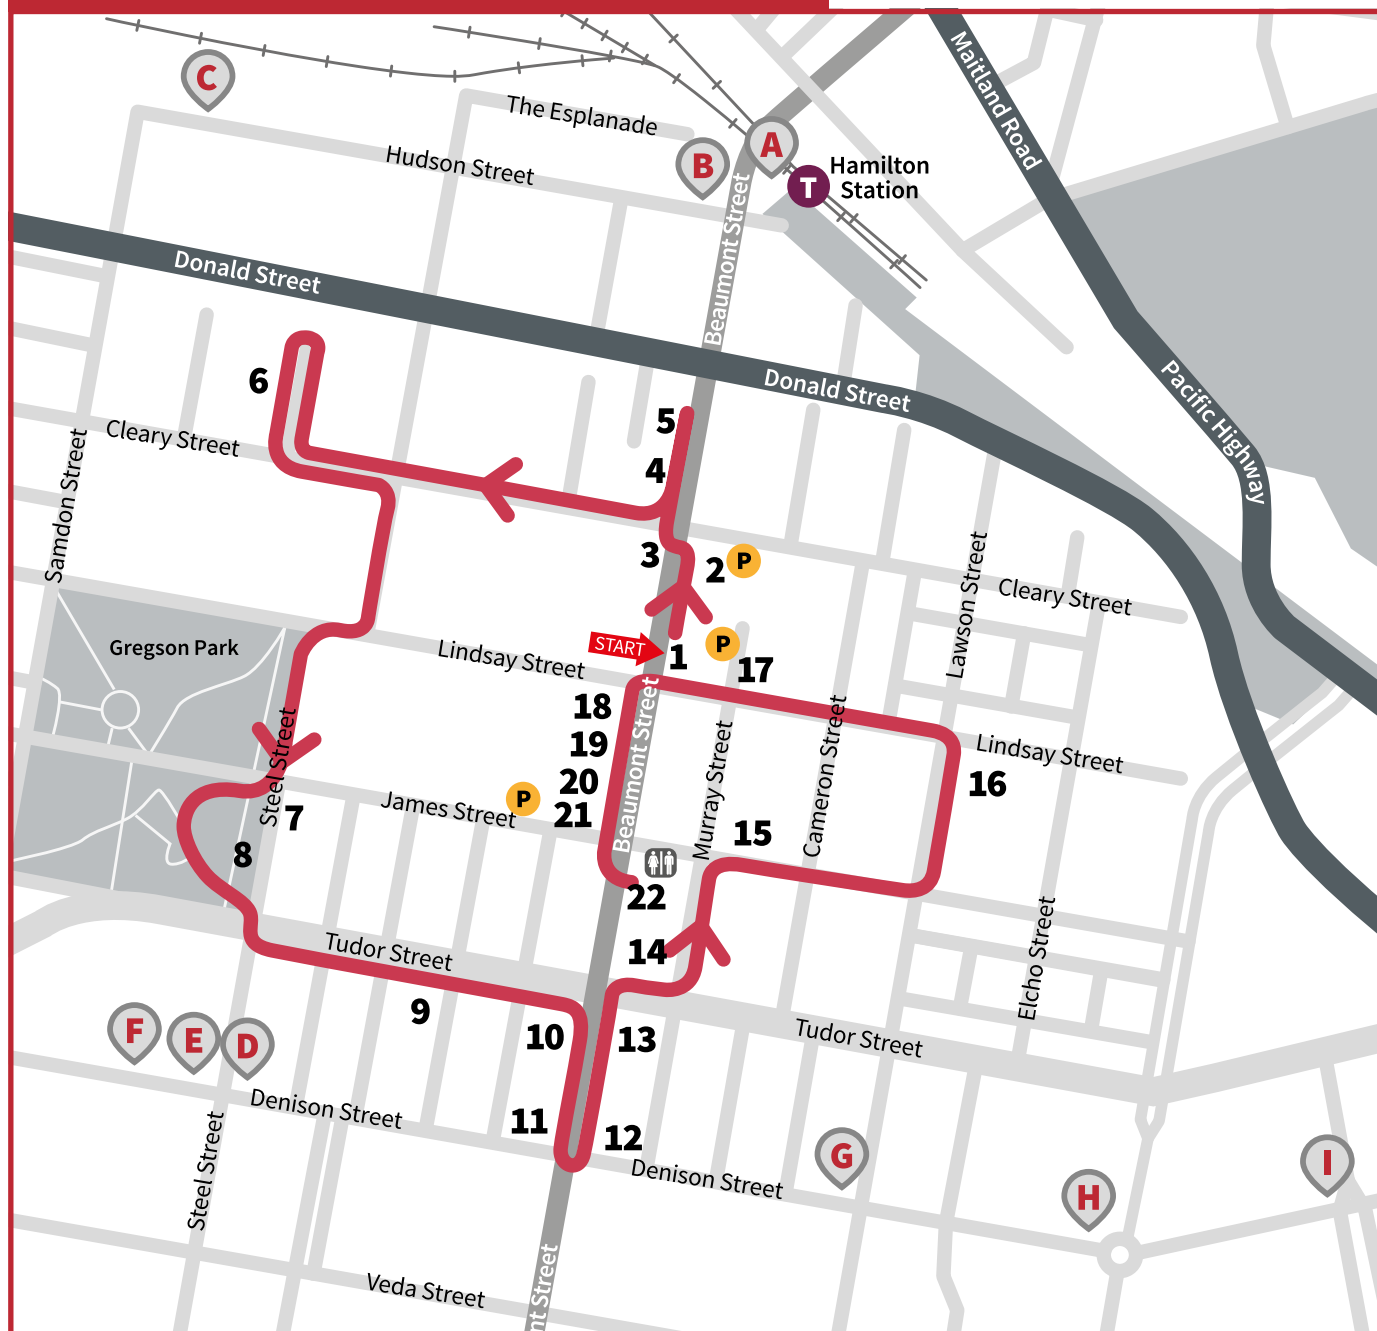 C
The Esplanade
A
B
Hudson Street
T
Hamilton
Station
Maitland Road
Beaumont Street
Donald Street
Donald Street
Pacific Highway
6
5
4
Cleary Street
Samdon Street
3
2
P
Cleary Street
Lawson Street
Gregson Park
START
1
P
17
Lindsay Street
18
19
20
21
Beaumont Street
Murray Street
Cameron Street
Lindsay Street
16
Steel Street
7
James Street
P
15
8
22
14
Tudor Street
Elcho Street
9
10
13
Tudor Street
F
E
D
Denison Street
11
12
Denison Street
G
H
I
Steel Street
Veda Street
nt Street